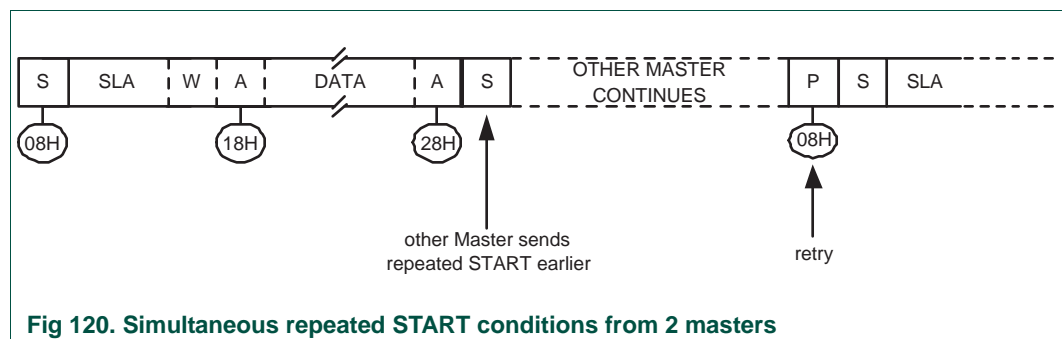 S SLA W A DATA A S OTHER MASTER CONTINUES P S SLA
08H 18H 28H 08H
other Master sends
repeated START earlier
retry
Fig 120. Simultaneous repeated START conditions from 2 masters